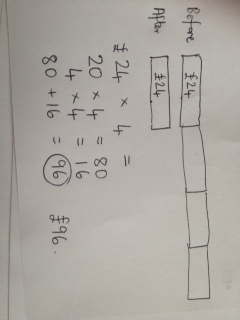 Before £24
After £24
£24 × 4 =
20 × 4 = 80
4 × 4 = 16
80 + 16 = 96 £96.